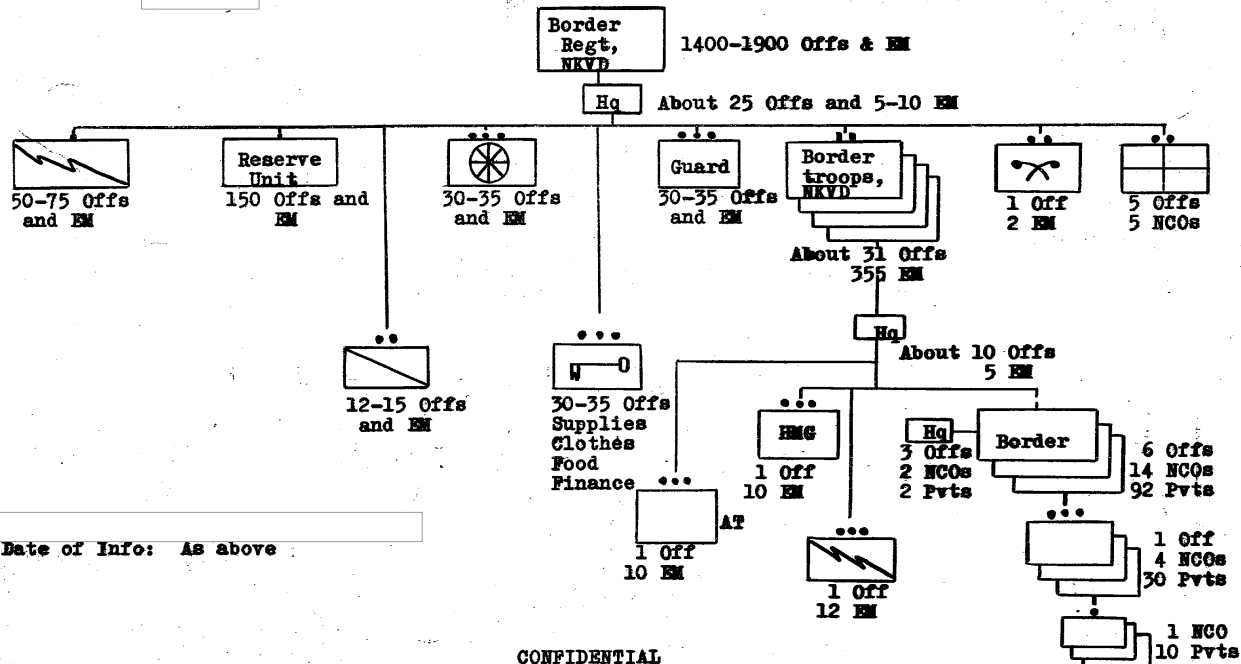 Border
Regt,
NKVD
1400-1900 Offs & EM
Hq
About 25 Offs and 5-10 EM
50-75 Offs
and EM
Reserve
Unit
150 Offs and
EM
30-35 Offs
and EM
Guard
30-35 Offs
and EM
Border
troops,
NKVD
About 31 Offs
355 EM
1 Off
2 EM
5 Offs
5 NCOs
12-15 Offs
and EM
30-35 Offs
Supplies
Clothes
Food
Finance
Hq
About 10 Offs
5 EM
AT
1 Off
10 EM
HMG
1 Off
10 EM
1 Off
12 EM
Hq
3 Offs
2 NCOs
2 Pvts
Border
6 Offs
14 NCOs
92 Pvts
1 Off
4 NCOs
30 Pvts
1 NCO
10 Pvts
Date of Info: As above
CONFIDENTIAL